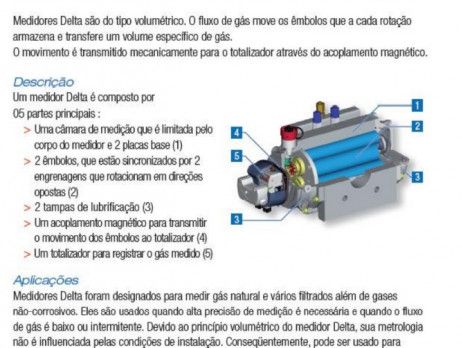 Medidores Delta são do tipo volumétrico. O fluxo de gás move os êmbolos que a cada rotação
armazena e transfere um volume específico de gás.
O movimento é transmitido mecanicamente para o totalizador através do acoplamento magnético.
Descrição
Um medidor Delta é composto por
05 partes principais :
> Uma câmara de medição que é limitada pelo
corpo do medidor e 2 placas base (1)
> 2 êmbolos, que estão sincronizados por 2
engrenagens que rotacionam em direções
opostas (2)
> 2 tampas de lubrificação (3)
> Um acoplamento magnético para transmitir
o movimento dos êmbolos ao totalizador (4)
> Um totalizador para registrar o gás medido (5)
1
2
4
5
3
3
Aplicações
Medidores Delta foram designados para medir gás natural e vários filtrados além de gases
não-corrosivos. Eles são usados quando alta precisão de medição é necessária e quando o fluxo
de gás é baixo ou intermitente. Devido ao princípio volumétrico do medidor Delta, sua metrologia
não é influenciada pelas condições de instalação. Conseqüentemente, pode ser usado para